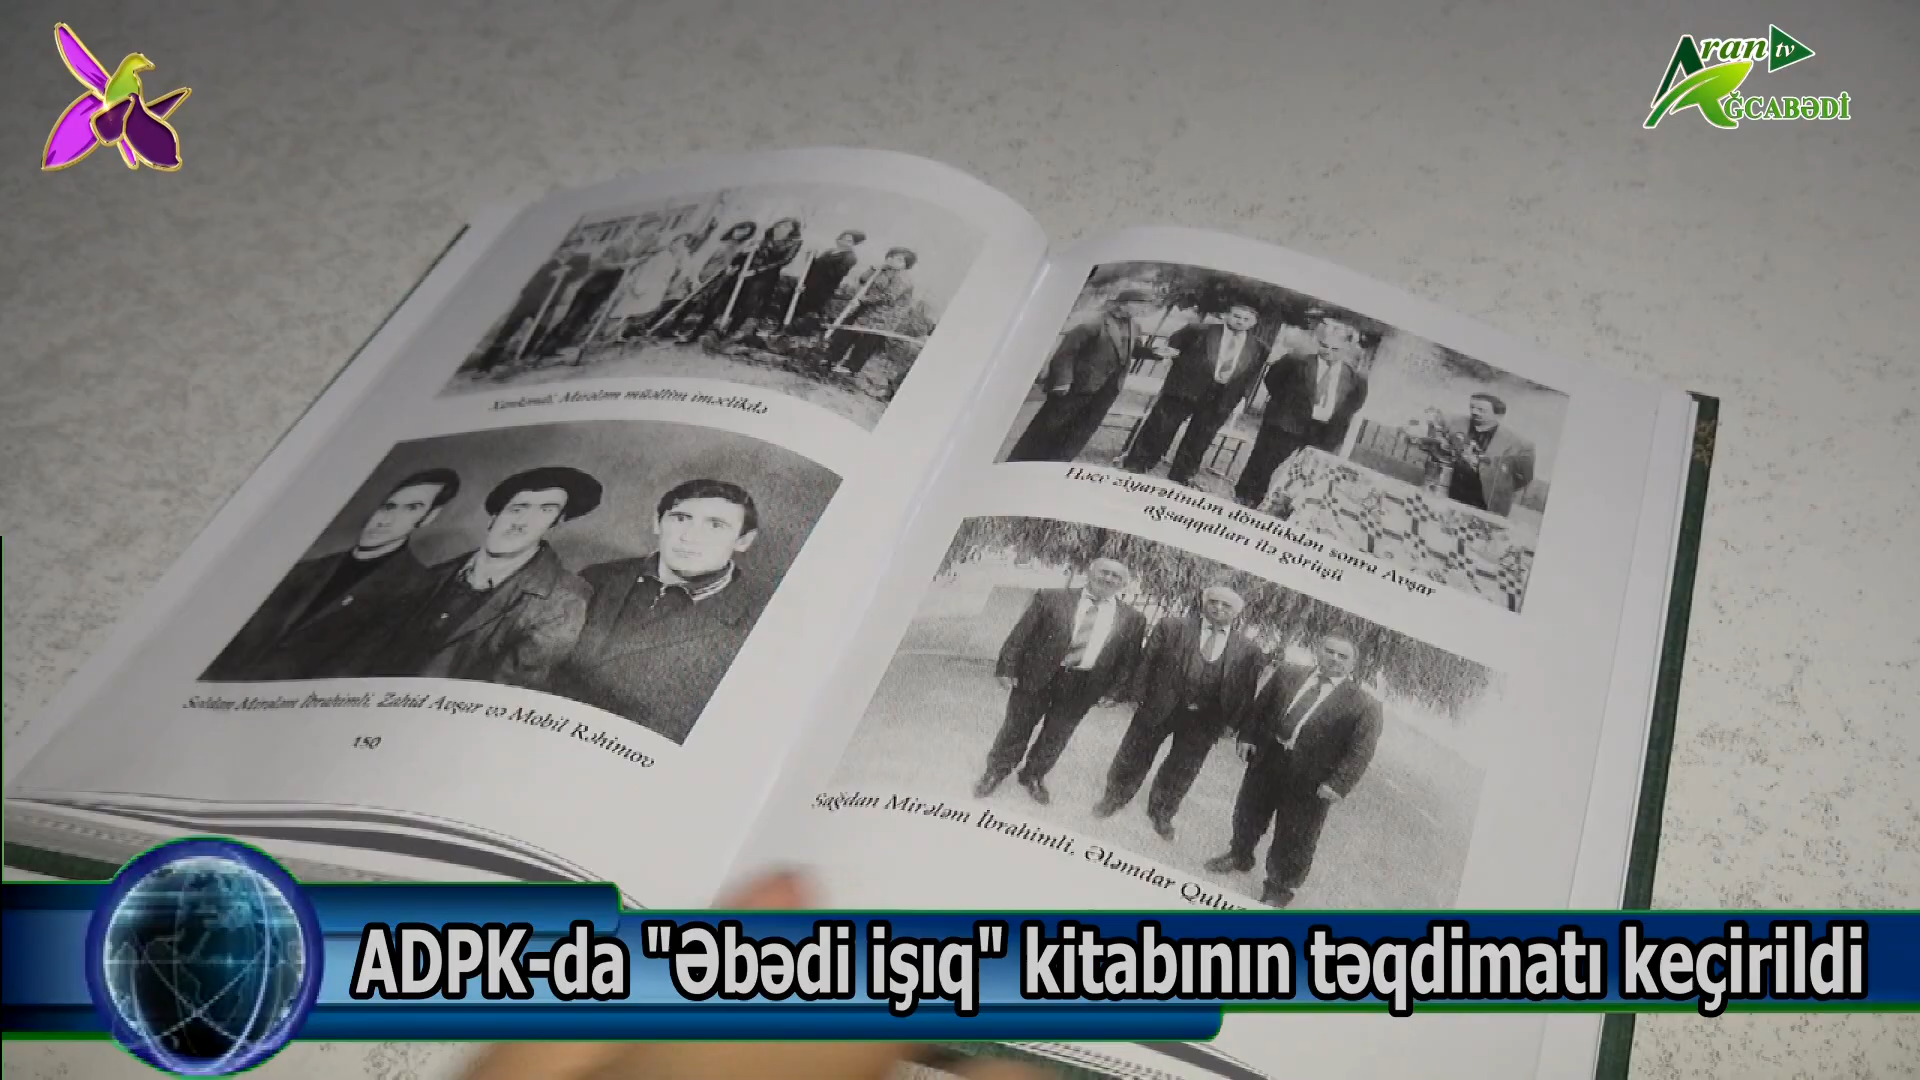 Aran tv
AĞCABƏDİ
Xankəndi. Mirələm müəllim iməclikdə
Soldan Mirələm İbrahimli, Zahid Avşar və Mobil Rəhimov
150
Həcc ziyarətindən döndükdən sonra Avşar
ağsaqqalları ilə görüşü
Sağdan Mirələm İbrahimli, Ələmdar
ADPK-da "Əbədi işıq" kitabının təqdimatı keçirildi